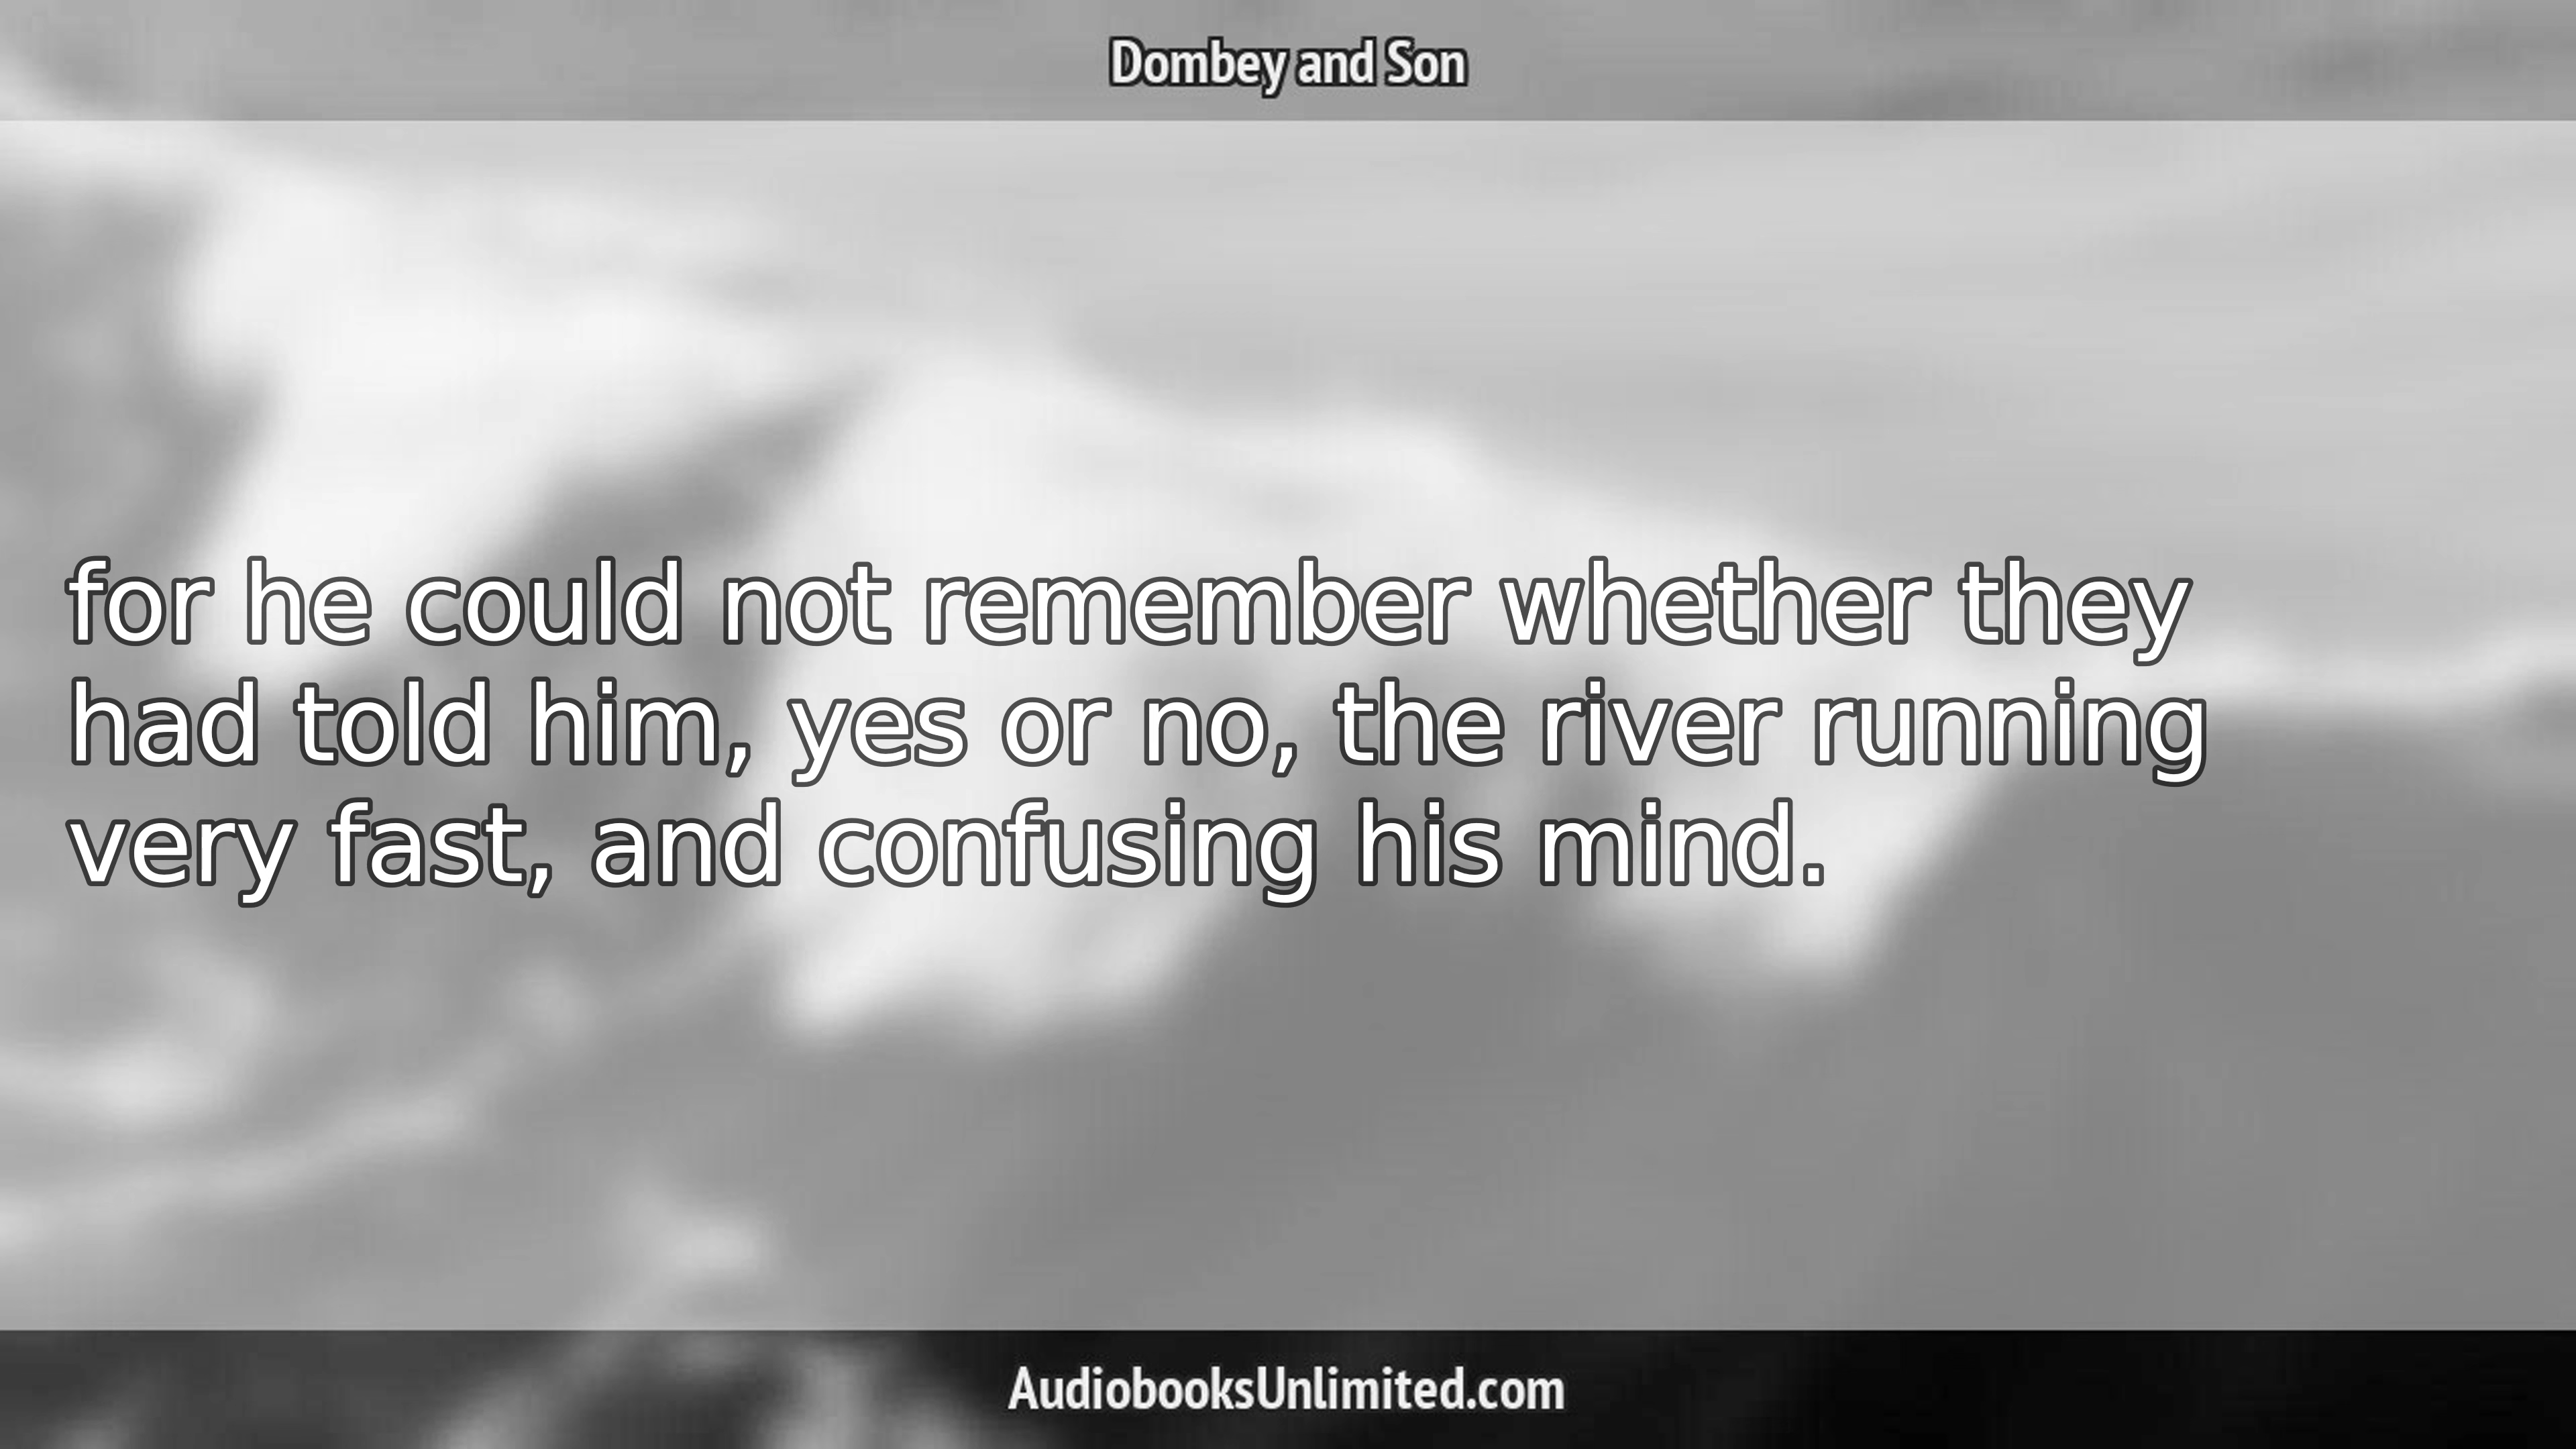 Dombey and Son
for he could not remember whether they
had told him, yes or no, the river running
very fast, and confusing his mind.
AudiobooksUnlimited.com